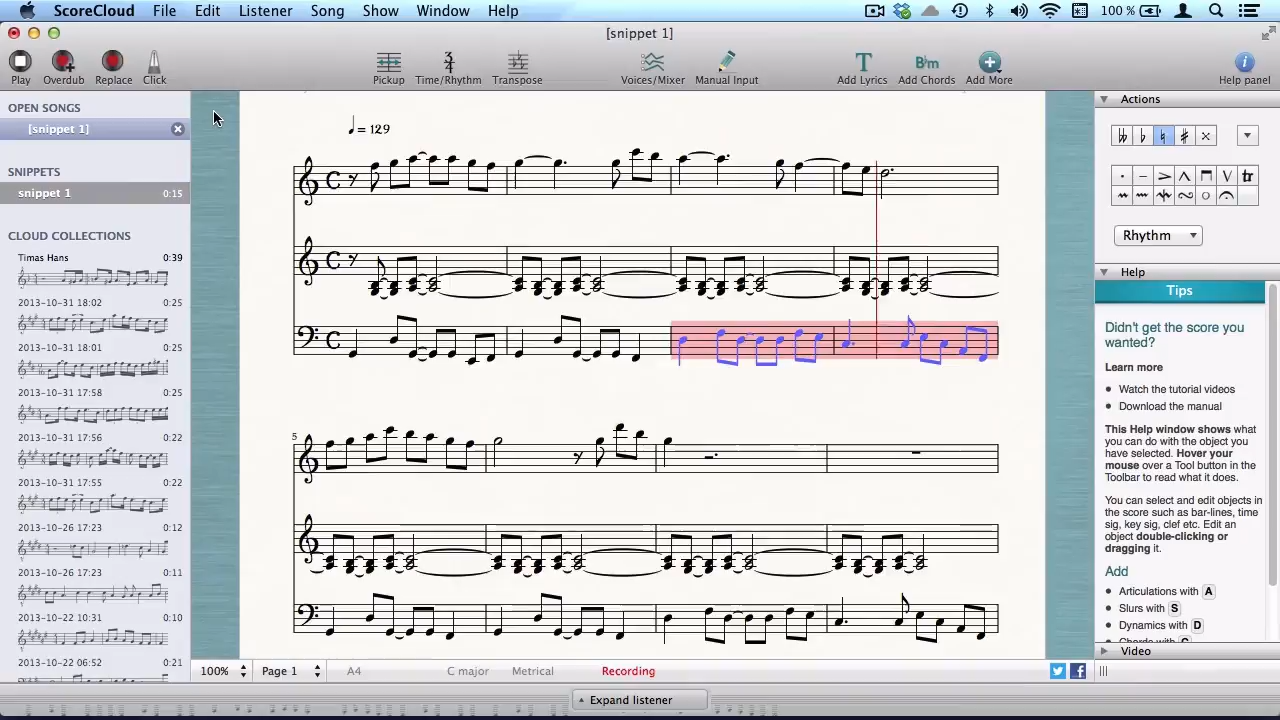 ScoreCloud File Edit Listener Song Show Window Help 100 %
[snippet 1]
Play Overdub Replace Click Pickup Time/Rhythm Transpose Voices/Mixer Manual Input Add Lyrics Add Chords Add More Help panel
OPEN SONGS
[snippet 1]
SNIPPETS
snippet 1 0:15
CLOUD COLLECTIONS
Timas Hans 0:39
2013-10-31 18:02 0:25
2013-10-31 18:01 0:25
2013-10-31 17:58 0:25
2013-10-31 17:56 0:22
2013-10-31 17:55 0:22
2013-10-26 17:23 0:12
2013-10-26 17:23 0:11
2013-10-22 10:31 0:10
2013-10-22 06:52 0:21
= 129
5
100% Page 1 A4 C major Metrical Recording
Expand listener
Actions
tr
Rhythm
Help
Tips
Didn't get the score you
wanted?
Learn more
• Watch the tutorial videos
• Download the manual
This Help window shows what
you can do with the object you
have selected. Hover your
mouse over a Tool button in the
Toolbar to read what it does.
You can select and edit objects in
the score such as bar-lines, time
sig, key sig, clef etc. Edit an
object double-clicking or
dragging it.
Add
• Articulations with A
• Slurs with S
• Dynamics with D
• Chords with C
Video